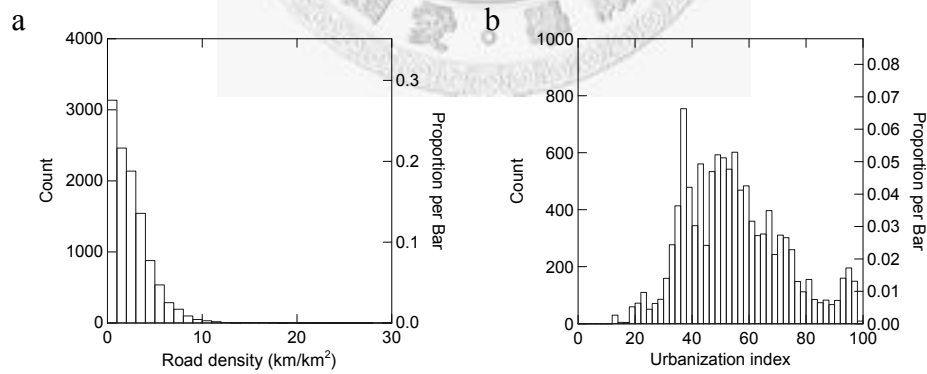 a
4000
3000
2000
1000
0
Count
0.3
0.2
0.1
0.0
Proportion per Bar
0 10 20 30
Road density (km/km²)
b
1000
800
600
400
200
0
Count
0.08
0.07
0.06
0.05
0.04
0.03
0.02
0.01
0.00
Proportion per Bar
0 20 40 60 80 100
Urbanization index